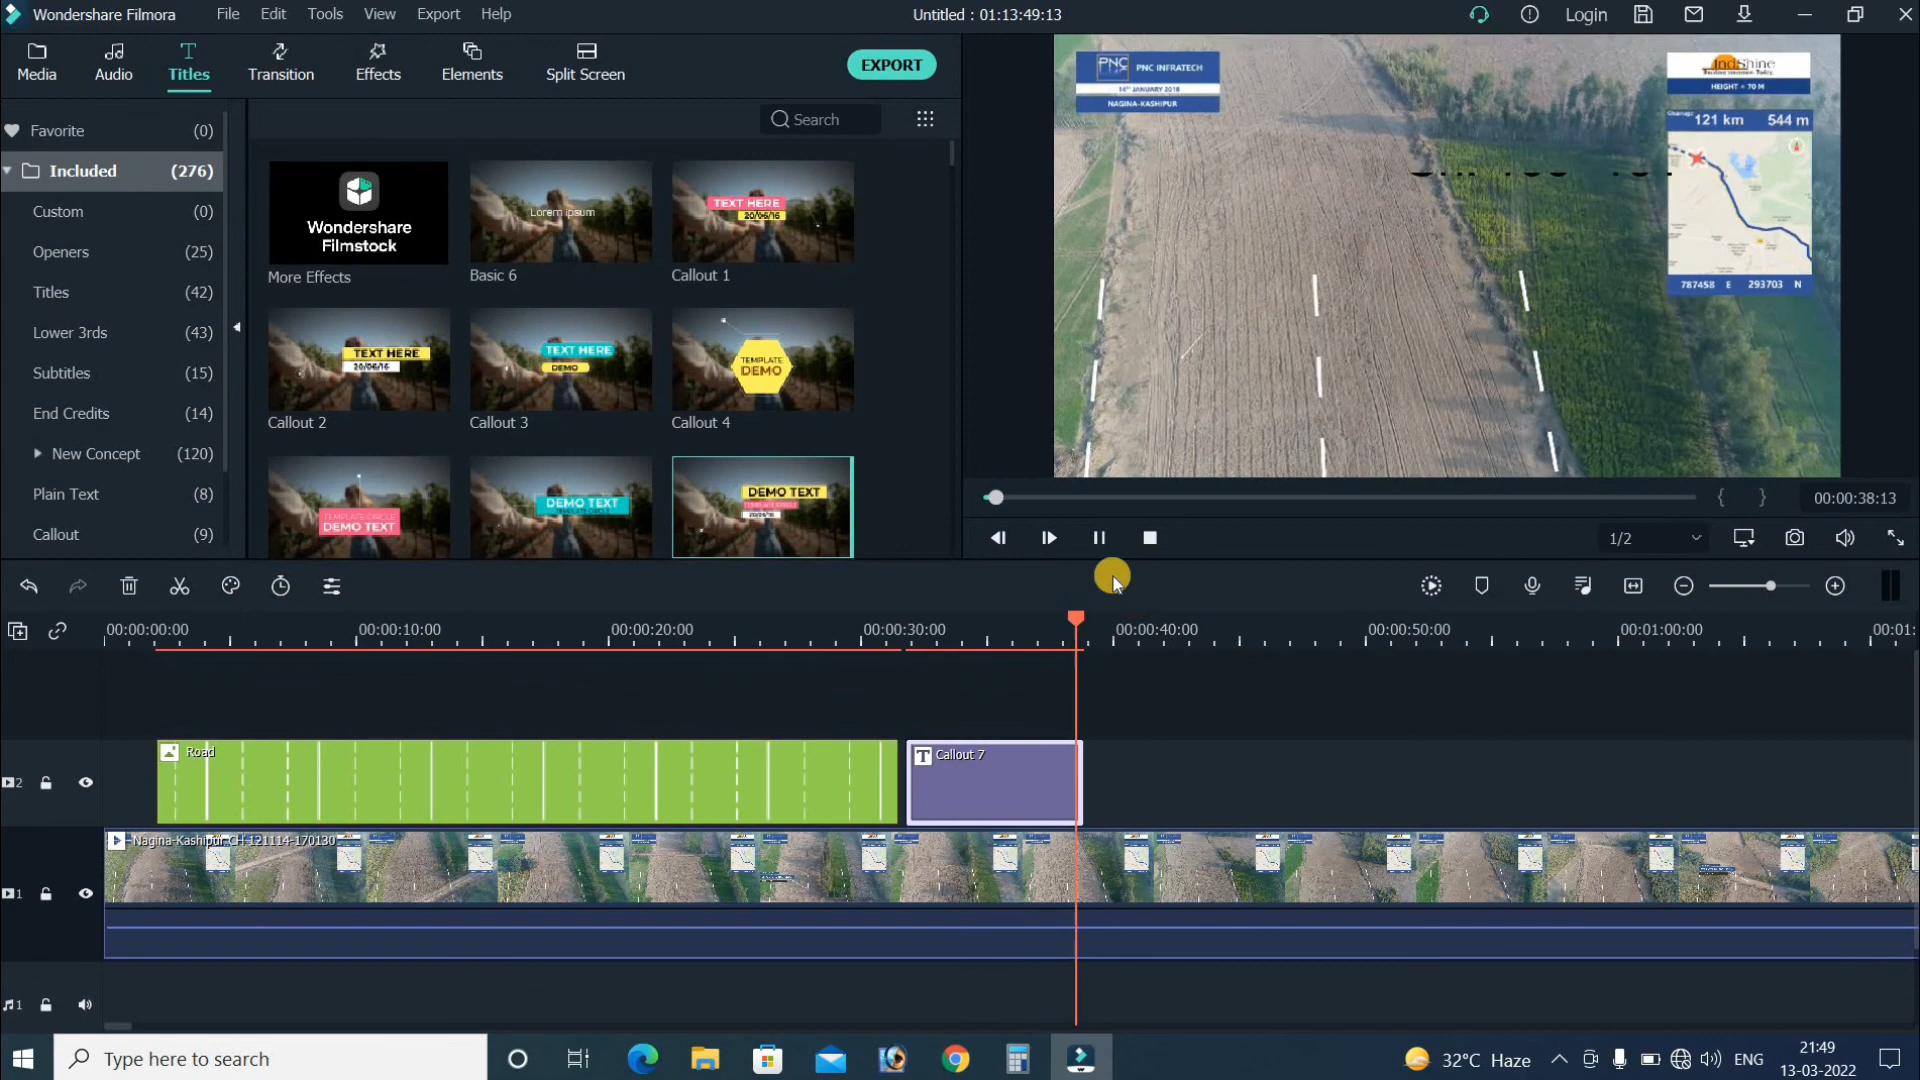 Wondershare Filmora
File
Edit
Tools
View
Export
Help
Untitled : 01:13:49:13
Login
Media
Audio
Titles
Transition
Effects
Elements
Split Screen
EXPORT
Favorite (0)
Included (276)
Custom (0)
Openers (25)
Titles (42)
Lower 3rds (43)
Subtitles (15)
End Credits (14)
New Concept (120)
Plain Text (8)
Callout (9)
Search
Wondershare
Filmstock
More Effects
Lorem ipsum
Basic 6
TEXT HERE
20/06/16
Callout 1
TEXT HERE
20/06/16
Callout 2
TEXT HERE
DEMO
Callout 3
TEMPLATE
DEMO
Callout 4
TEMPLATE CIRCLE
DEMO TEXT
DEMO TEXT
TEMPLATE CIRCLE
DEMO TEXT
TEMPLATE CIRCLE
20/06/16
PNC PNC INFRATECH
14TH JANUARY 2018
NAGINA-KASHIPUR
IndShine
HEIGHT = 70 M
121 km 544 m
787458 E 293703 N
{ }
00:00:38:13
1/2
00:00:00:00
00:00:10:00
00:00:20:00
00:00:30:00
00:00:40:00
00:00:50:00
00:01:00:00
00:01:
2
Road
T Callout 7
1
Nagina-Kashipur CH 121114-170130
1
Type here to search
32°C Haze
ENG
21:49
13-03-2022